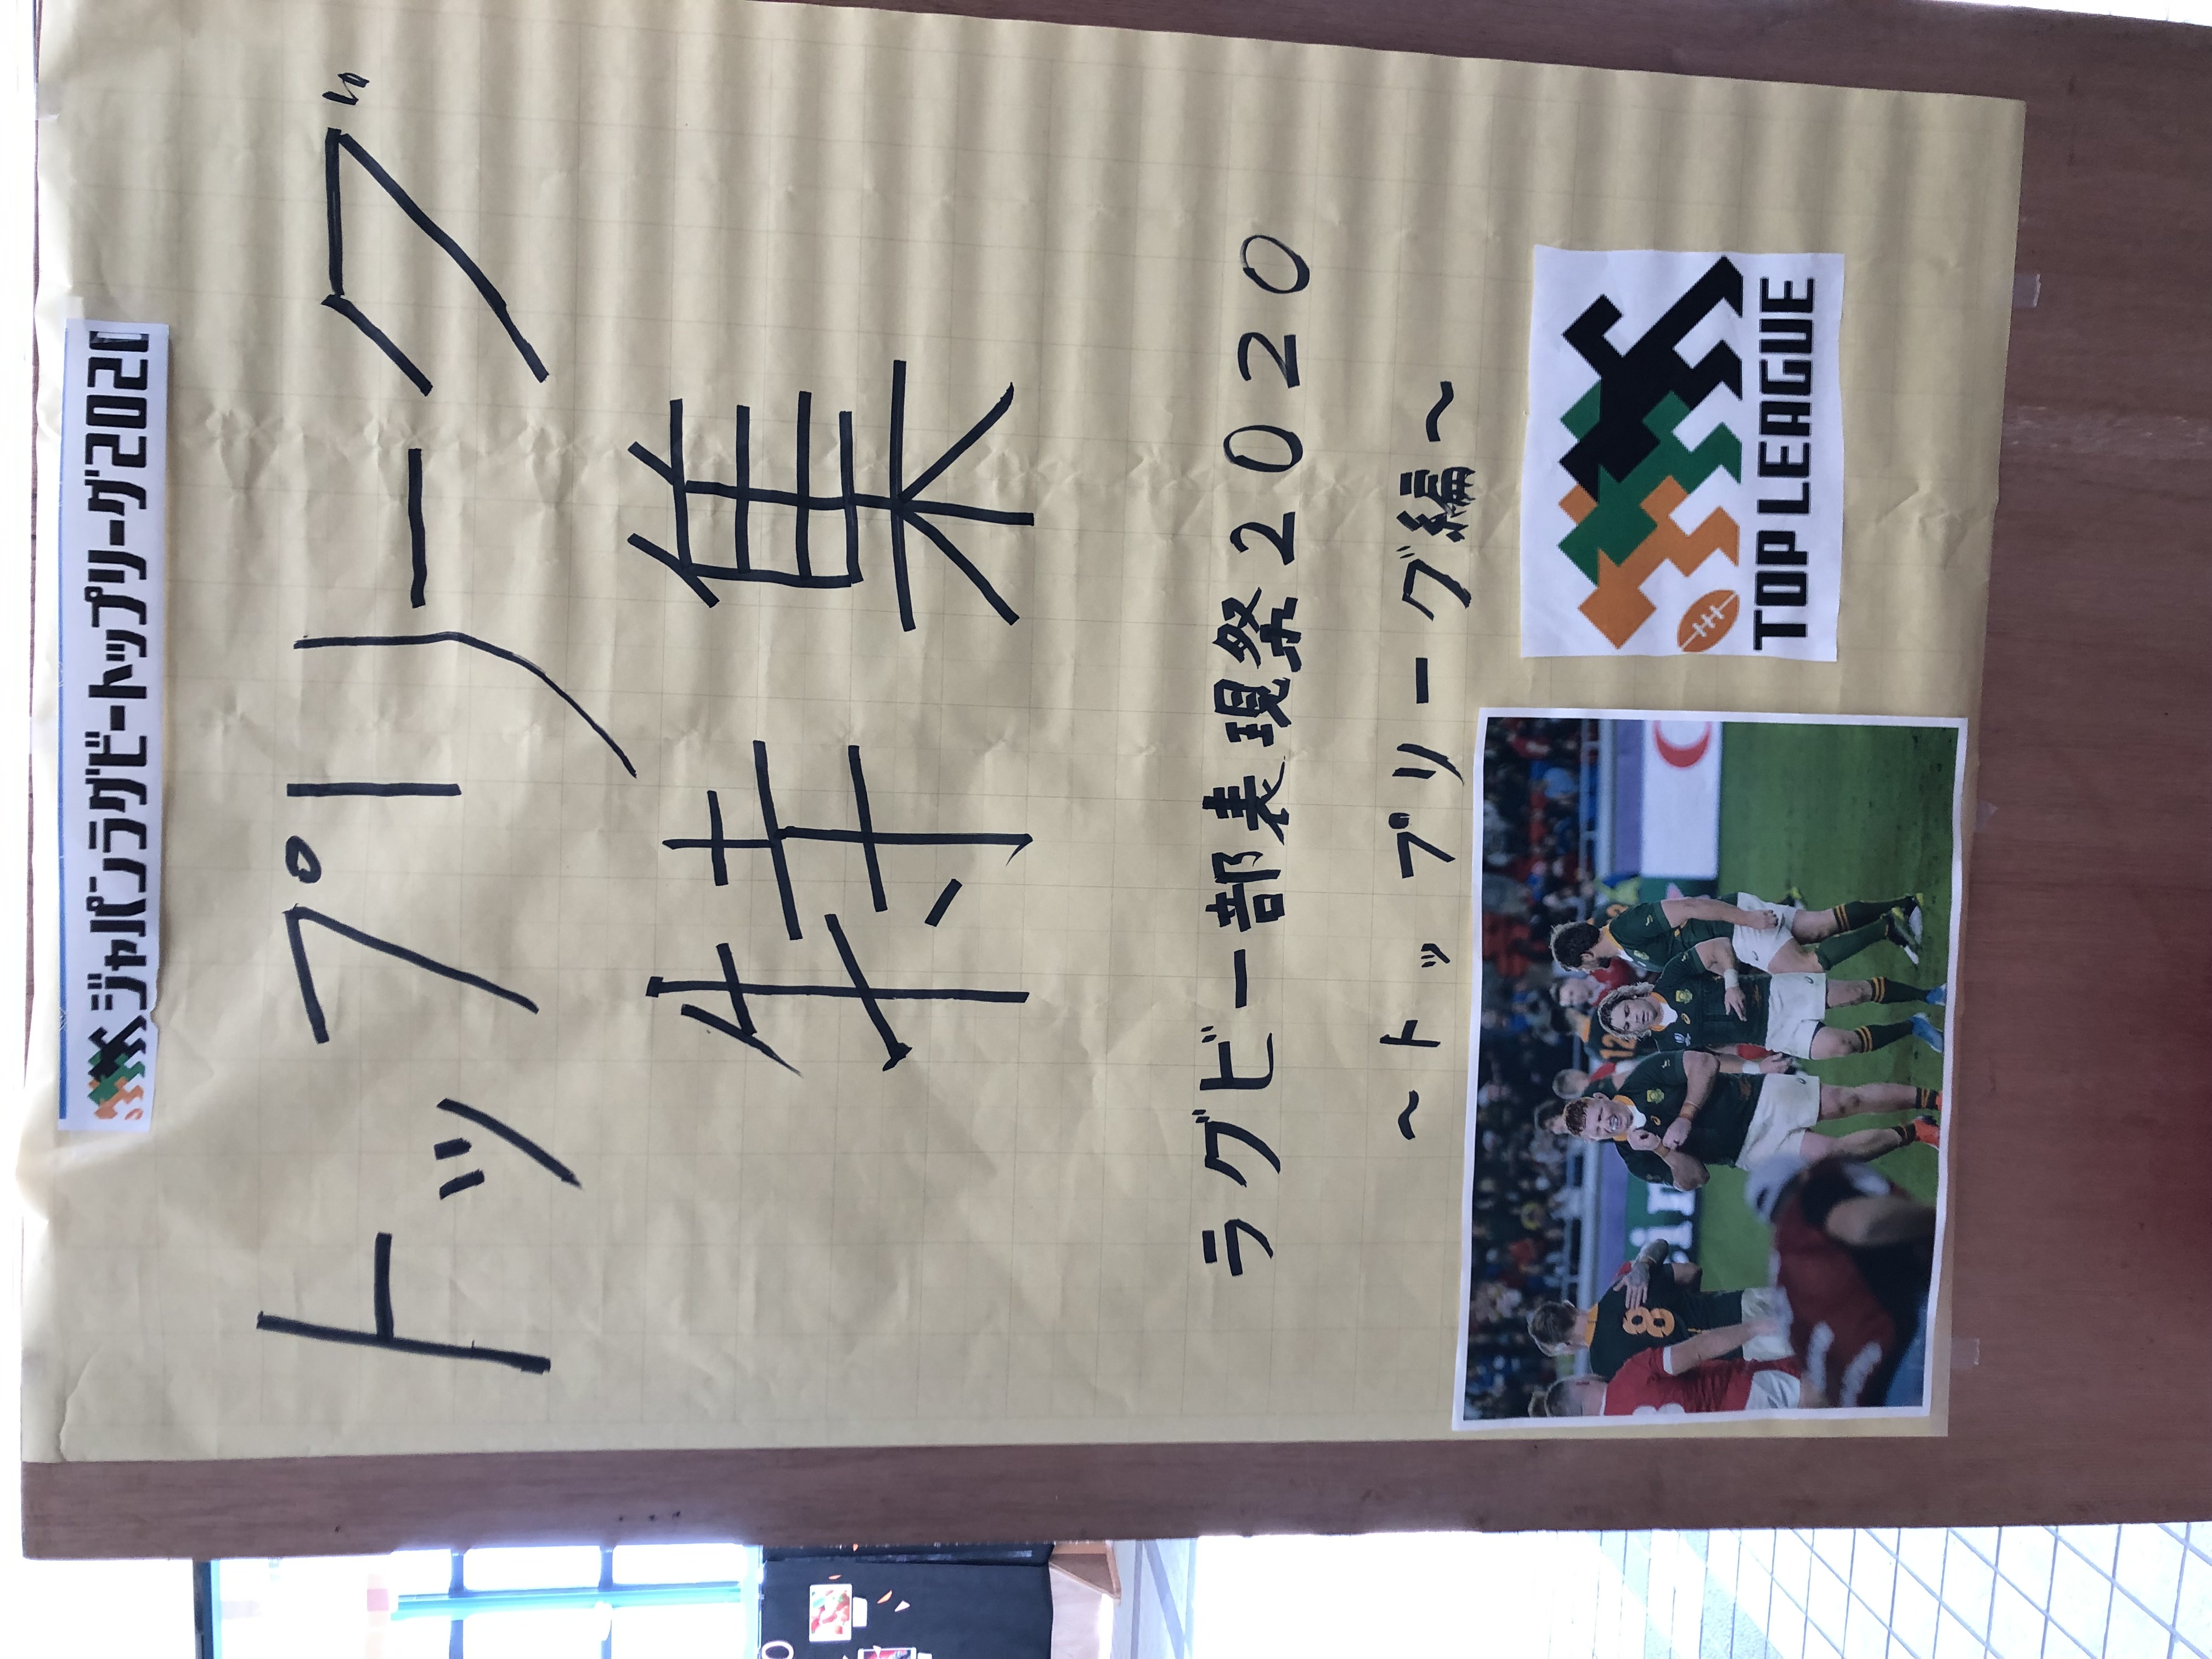 ジャパンラグビートップリーグ2020
トップリーグ
特集
ラグビー部表現祭2020
～トップリーグ編～
8
12
TOP LEAGUE